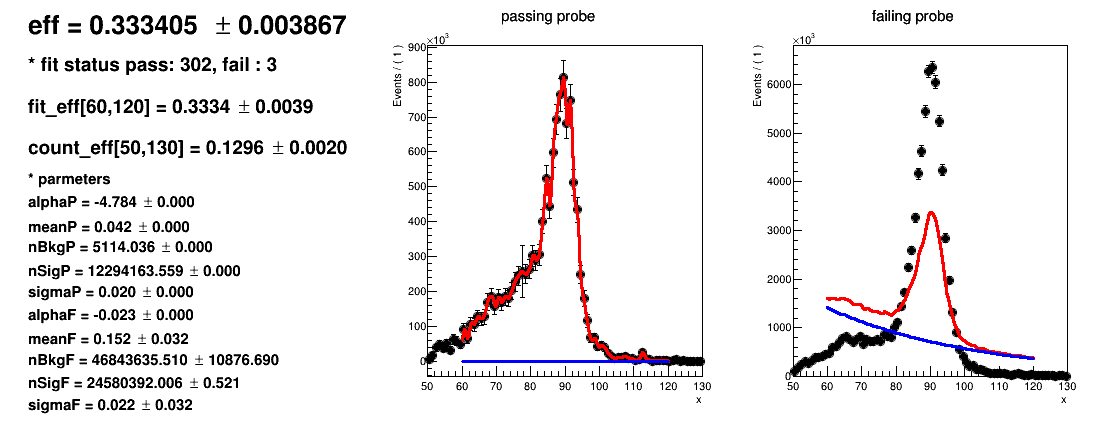 eff = 0.333405 ± 0.003867
* fit status pass: 302, fail : 3
fit_eff[60,120] = 0.3334 ± 0.0039
count_eff[50,130] = 0.1296 ± 0.0020
* parmeters
alphaP = -4.784 ± 0.000
meanP = 0.042 ± 0.000
nBkgP = 5114.036 ± 0.000
nSigP = 12294163.559 ± 0.000
sigmaP = 0.020 ± 0.000
alphaF = -0.023 ± 0.000
meanF = 0.152 ± 0.032
nBkgF = 46843635.510 ± 10876.690
nSigF = 24580392.006 ± 0.521
sigmaF = 0.022 ± 0.032
passing probe
×10³
Events / ( 1 )
900
800
700
600
500
400
300
200
100
0
50 60 70 80 90 100 110 120 130
x
failing probe
×10³
Events / ( 1 )
6000
5000
4000
3000
2000
1000
0
50 60 70 80 90 100 110 120 130
x